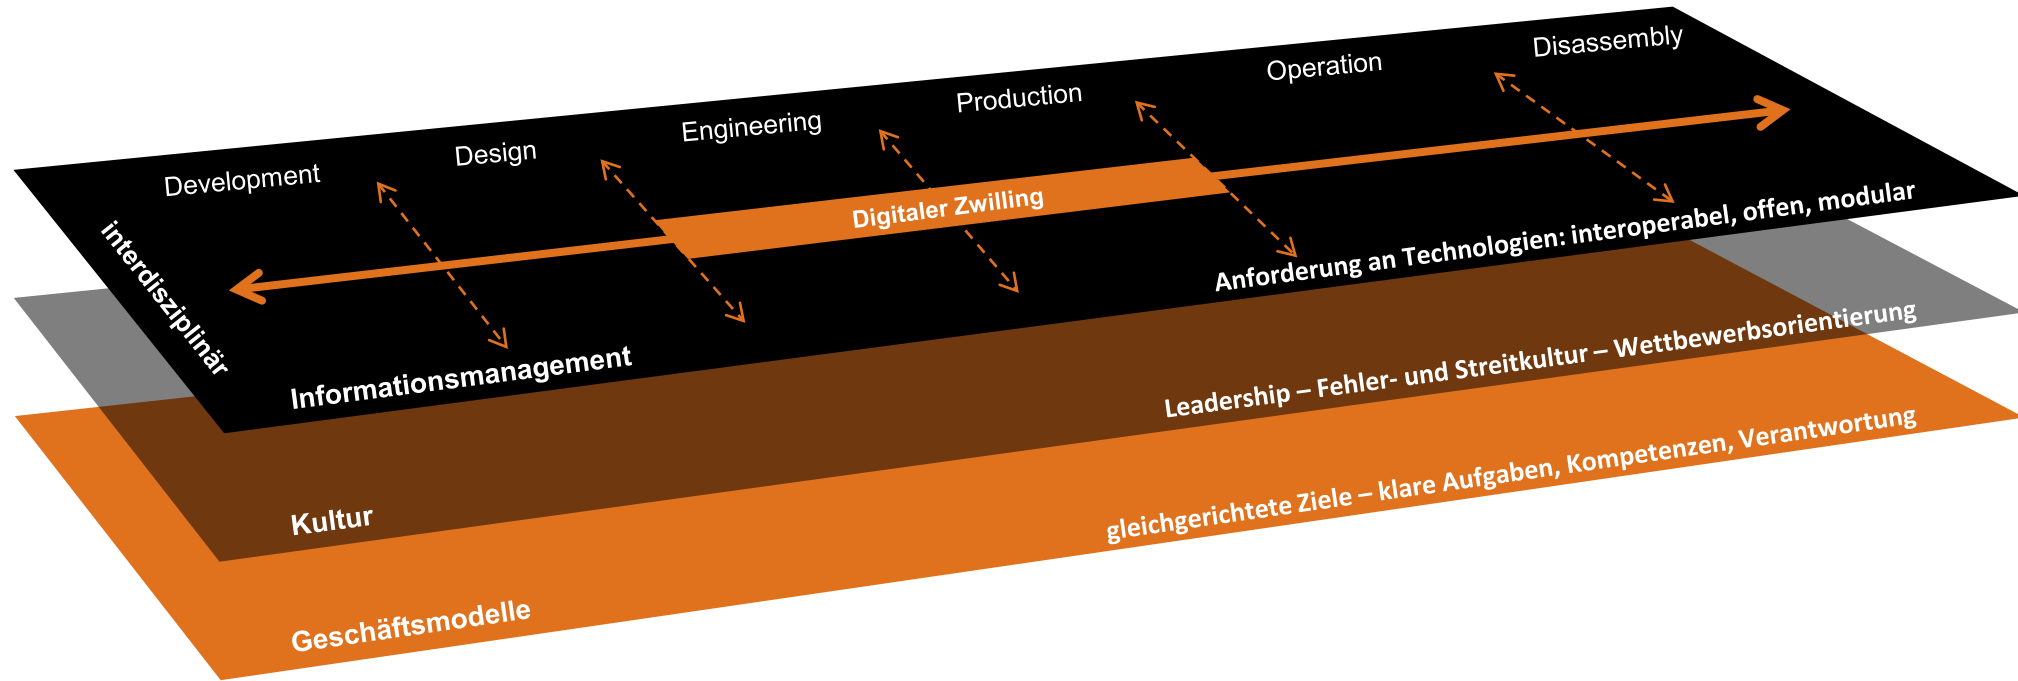 Development
Design
Engineering
Production
Operation
Disassembly
Digitaler Zwilling
interdisziplinär
Informationsmanagement
Anforderung an Technologien: interoperabel, offen, modular
Kultur
Leadership – Fehler- und Streitkultur – Wettbewerbsorientierung
Geschäftsmodelle
gleichgerichtete Ziele – klare Aufgaben, Kompetenzen, Verantwortung